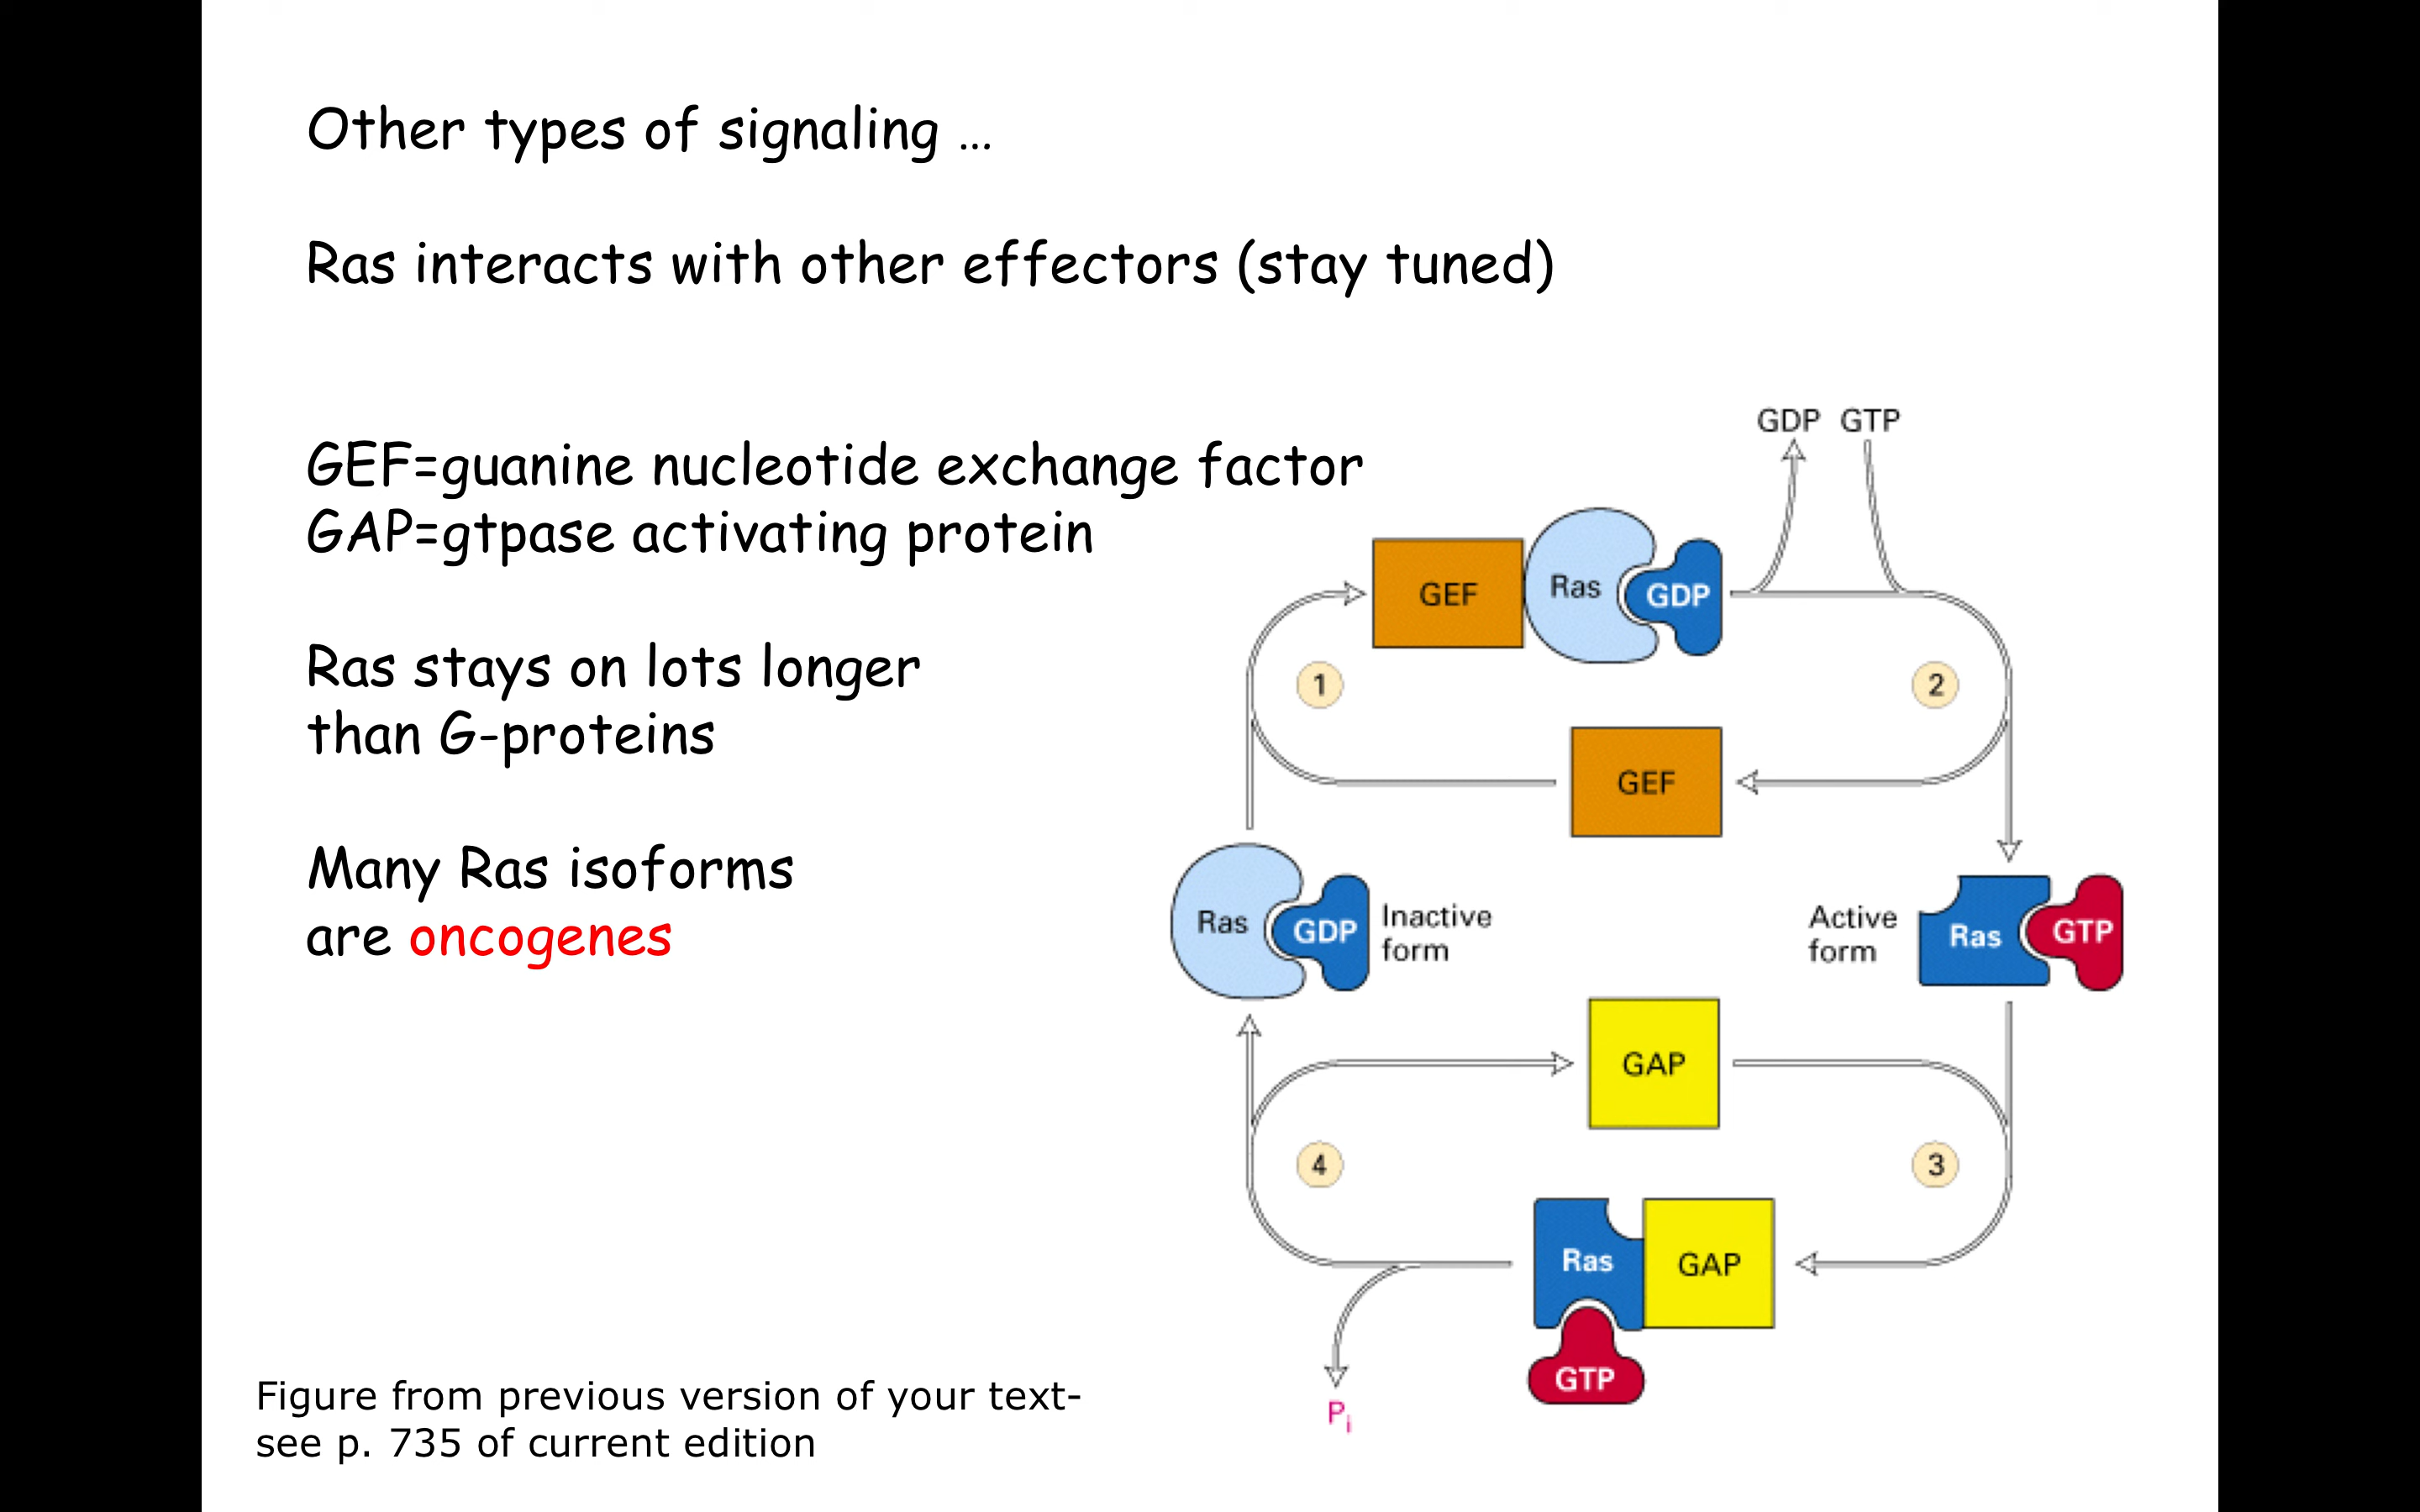 Other types of signaling ...
Ras interacts with other effectors (stay tuned)
GEF=guanine nucleotide exchange factor
GAP=gtpase activating protein
Ras stays on lots longer
than G-proteins
Many Ras isoforms
are oncogenes
GDP GTP
GEF
Ras
GDP
1
2
GEF
Ras
GDP
Inactive
form
Active
form
Ras
GTP
GAP
4
3
Ras
GAP
GTP
Pi
Figure from previous version of your text-
see p. 735 of current edition